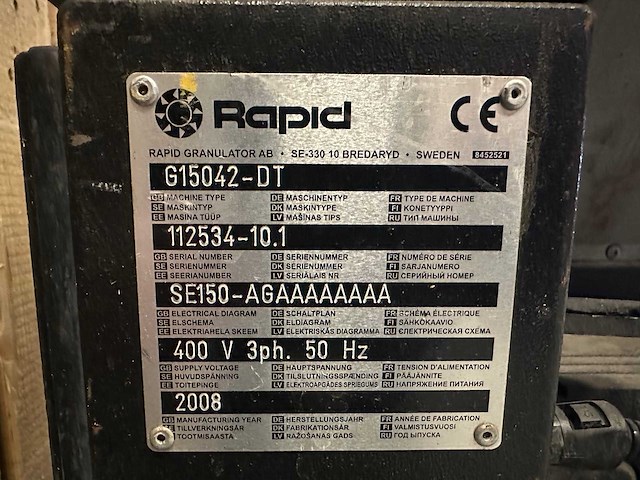 Rapid CE
RAPID GRANULATOR AB • SE-330 10 BREDARYD • SWEDEN 8452521
G15042-DT
GB MACHINE TYPE DE MASCHINENTYP FR TYPE DE MACHINE
SE MASKINTYP DK MASKINTYPE FI KONETYYPPI
EE MASINA TÜÜP LV MAŠINAS TIPS RU ТИП МАШИНЫ
112534-10.1
GB SERIAL NUMBER DE SERIENNUMMER FR NUMÉRO DE SÉRIE
SE SERIENUMMER DK SERIENUMMER FI SARJANUMERO
EE SEERIANUMBER LV SERIĀLAIS NR RU СЕРИЙНЫЙ НОМЕР
SE150-AGAAAAAAAA
GB ELECTRICAL DIAGRAM DE SCHALTPLAN FR SCHÉMA ÉLECTRIQUE
SE ELSCHEMA DK ELDIAGRAM FI SÄHKÖKAAVIO
EE ELEKTRIAHELA SKEEM LV ELEKTRISKĀS DIAGRAMMA RU ЭЛЕКТРИЧЕСКАЯ СХЕМА
400 V 3ph. 50 Hz
GB SUPPLY VOLTAGE DE HAUPTSPANNUNG FR TENSION D'ALIMENTATION
SE HUVUDSPÄNNING DK TILSLUTNINGSSPÆNDING FI PÄÄJÄNNITE
EE TOITEPINGE LV ELEKTROAPGĀDES SPRIEGUMS RU НАПРЯЖЕНИЕ ПИТАНИЯ
2008
GB MANUFACTURING YEAR DE HERSTELLUNGSJAHR FR ANNÉE DE FABRICATION
SE TILLVERKNINGSÅR DK FABRIKATIONSÅR FI VALMISTUSVUOSI
EE TOOTMISAASTA LV RAŽOŠANAS GADS RU ГОД ВЫПУСКА